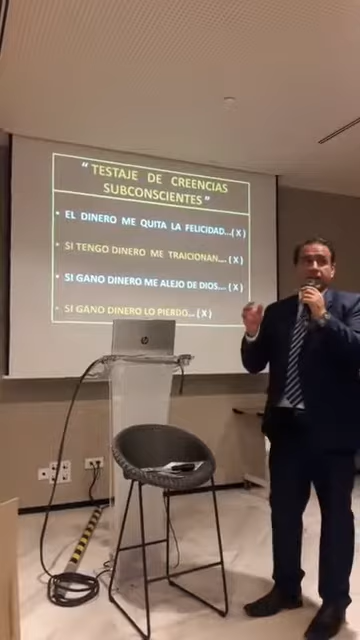 “ TESTAJE DE CREENCIAS
SUBCONSCIENTES”
• EL DINERO ME QUITA LA FELICIDAD...( X )
• SI TENGO DINERO ME TRAICIONAN....( X )
• SI GANO DINERO ME ALEJO DE DIOS...( X )
• SI GANO DINERO LO PIERDO...( X )
hp